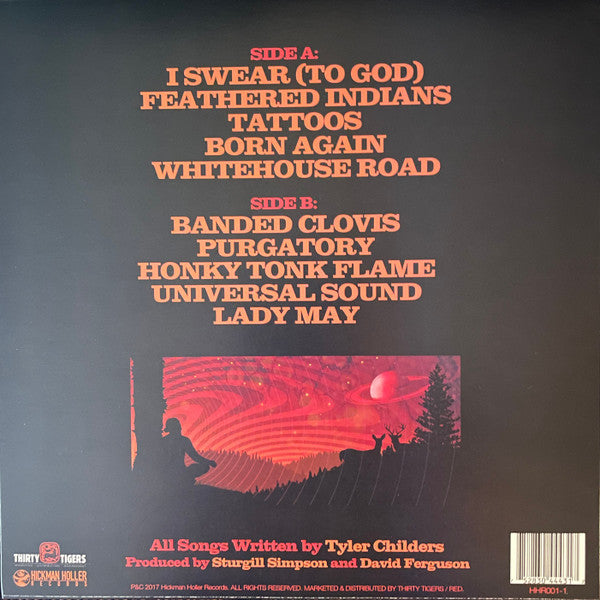 SIDE A:
I SWEAR (TO GOD)
FEATHERED INDIANS
TATTOOS
BORN AGAIN
WHITEHOUSE ROAD
SIDE B:
BANDED CLOVIS
PURGATORY
HONKY TONK FLAME
UNIVERSAL SOUND
LADY MAY
All Songs Written by Tyler Childers
Produced by Sturgill Simpson and David Ferguson
THIRTY TIGERS
HICKMAN HOLLER
RECORDS
P&C 2017 Hickman Holler Records. ALL RIGHTS RESERVED. MARKETED & DISTRIBUTED BY THIRTY TIGERS / RED.
HHR001-1